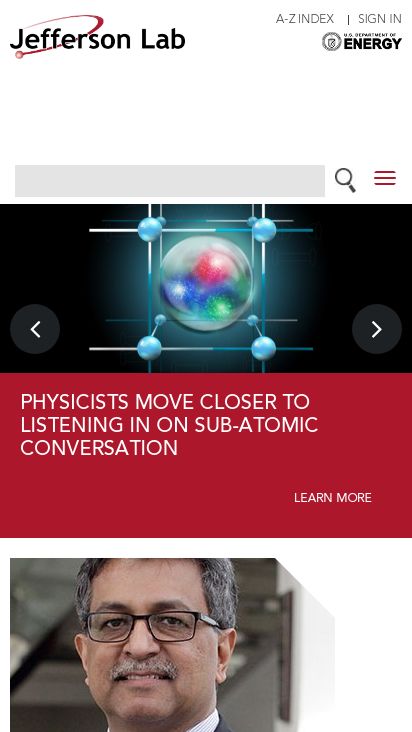 A-Z INDEX | SIGN IN
Jefferson Lab
U.S. DEPARTMENT OF
ENERGY
PHYSICISTS MOVE CLOSER TO
LISTENING IN ON SUB-ATOMIC
CONVERSATION
LEARN MORE